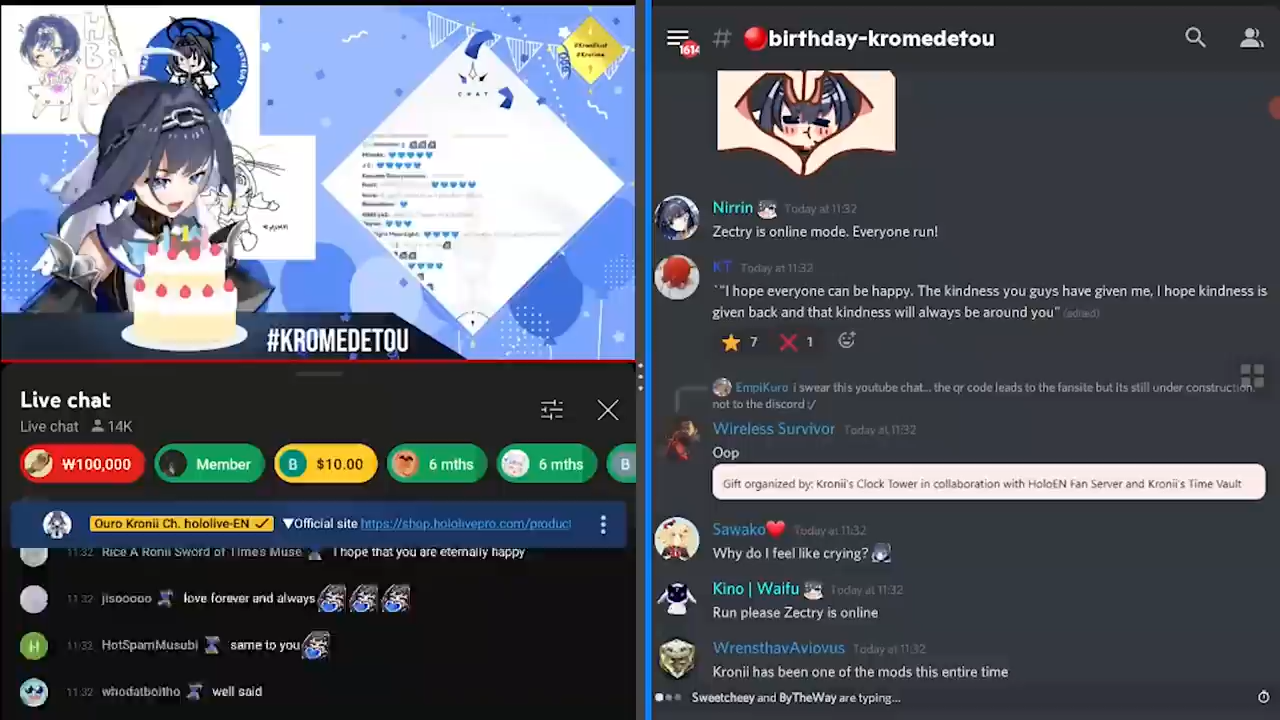 HBD
BIRTHDAY
CHAT
#KROMEDETOU
Live chat
Live chat 14K
₩100,000
Member
B $10.00
6 mths
6 mths
B
Ouro Kronii Ch. hololive-EN ▼Official site https://shop.hololivepro.com/product
11:32 Rice A Ronii Sword of Time's Muse I hope that you are eternally happy
11:32 jisooooo love forever and always
H 11:32 HotSpamMusubi same to you
11:32 whodatboitho well said
1614 # birthday-kromedetou
Nirrin Today at 11:32
Zectry is online mode. Everyone run!
KT Today at 11:32
`"I hope everyone can be happy. The kindness you guys have given me, I hope kindness is
given back and that kindness will always be around you" (edited)
7 1
EmpiKuro i swear this youtube chat... the qr code leads to the fansite but its still under construction.
not to the discord :/
Wireless Survivor Today at 11:32
Oop
Gift organized by: Kronii's Clock Tower in collaboration with HoloEN Fan Server and Kronii's Time Vault
Sawako Today at 11:32
Why do I feel like crying?
Kino | Waifu Today at 11:32
Run please Zectry is online
WrensthavAviovus Today at 11:32
Kronii has been one of the mods this entire time
Sweetcheey and ByTheWay are typing...